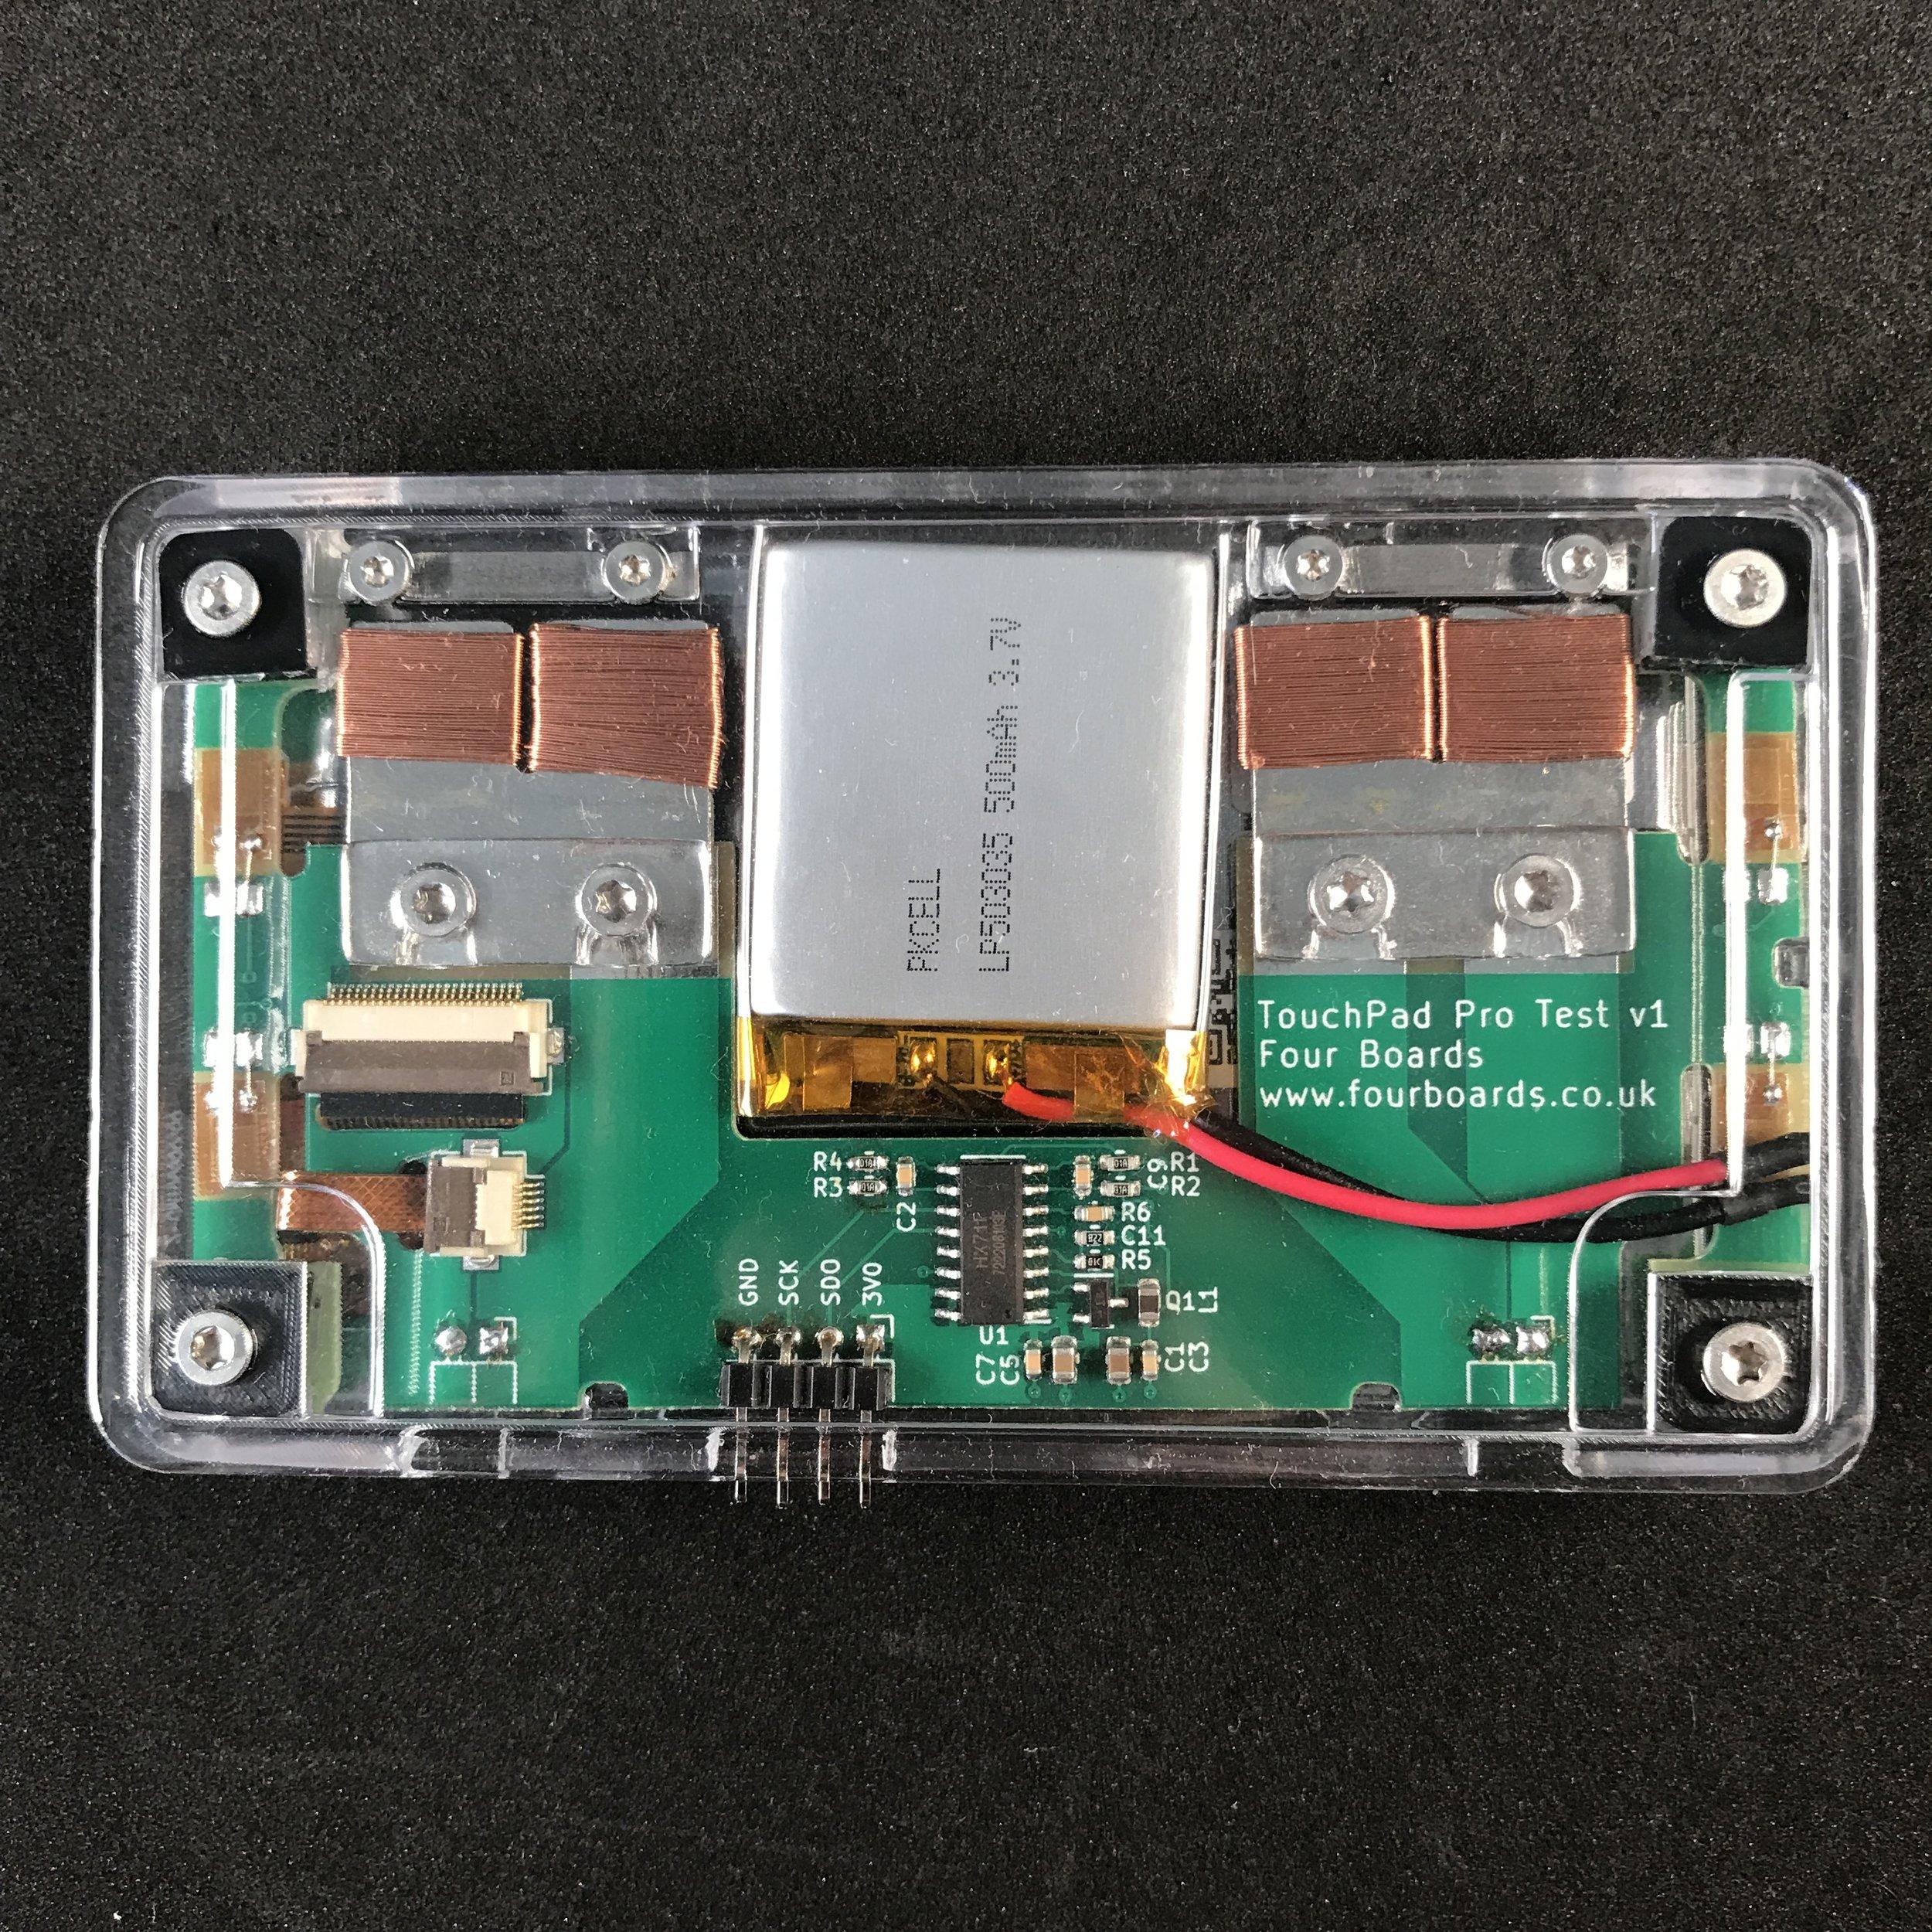 PKCELL
LP503035 500mAh 3.7V
TouchPad Pro Test v1
Four Boards
www.fourboards.co.uk
R4
R3
C2
C9
R1
R2
R6
C11
R5
HX711
GND
SCK
SDO
3V0
Q1
L1
U1
C7
C5
C1
C3